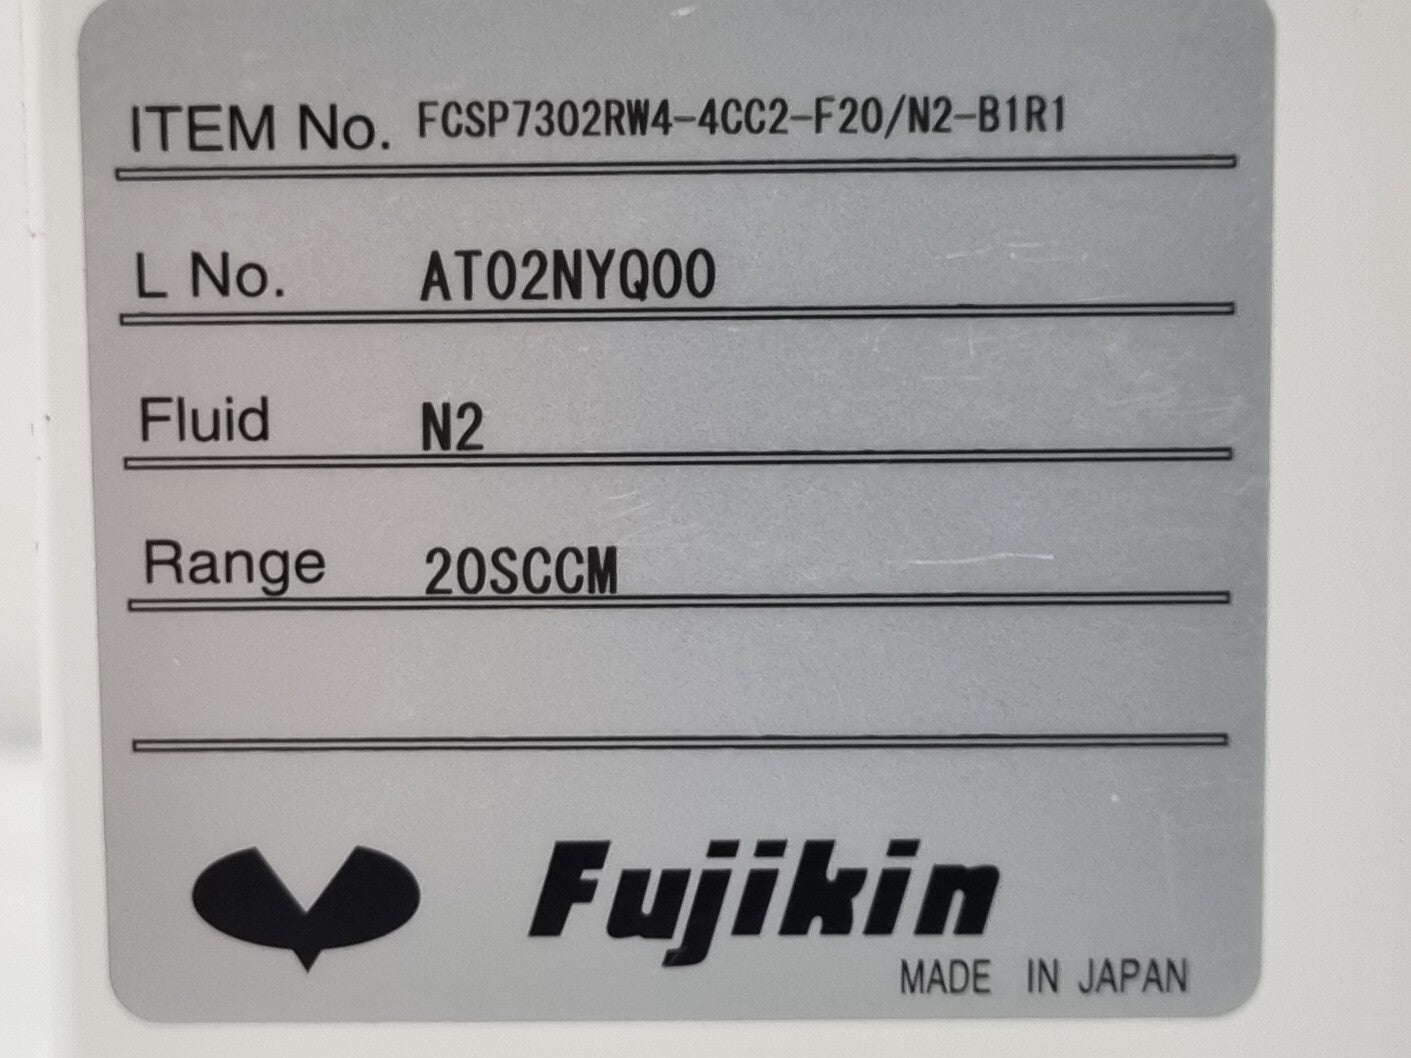 ITEM No. FCSP7302RW4-4CC2-F20/N2-B1R1
L No. AT02NYQ00
Fluid N2
Range 20SCCM
Fujikin
MADE IN JAPAN